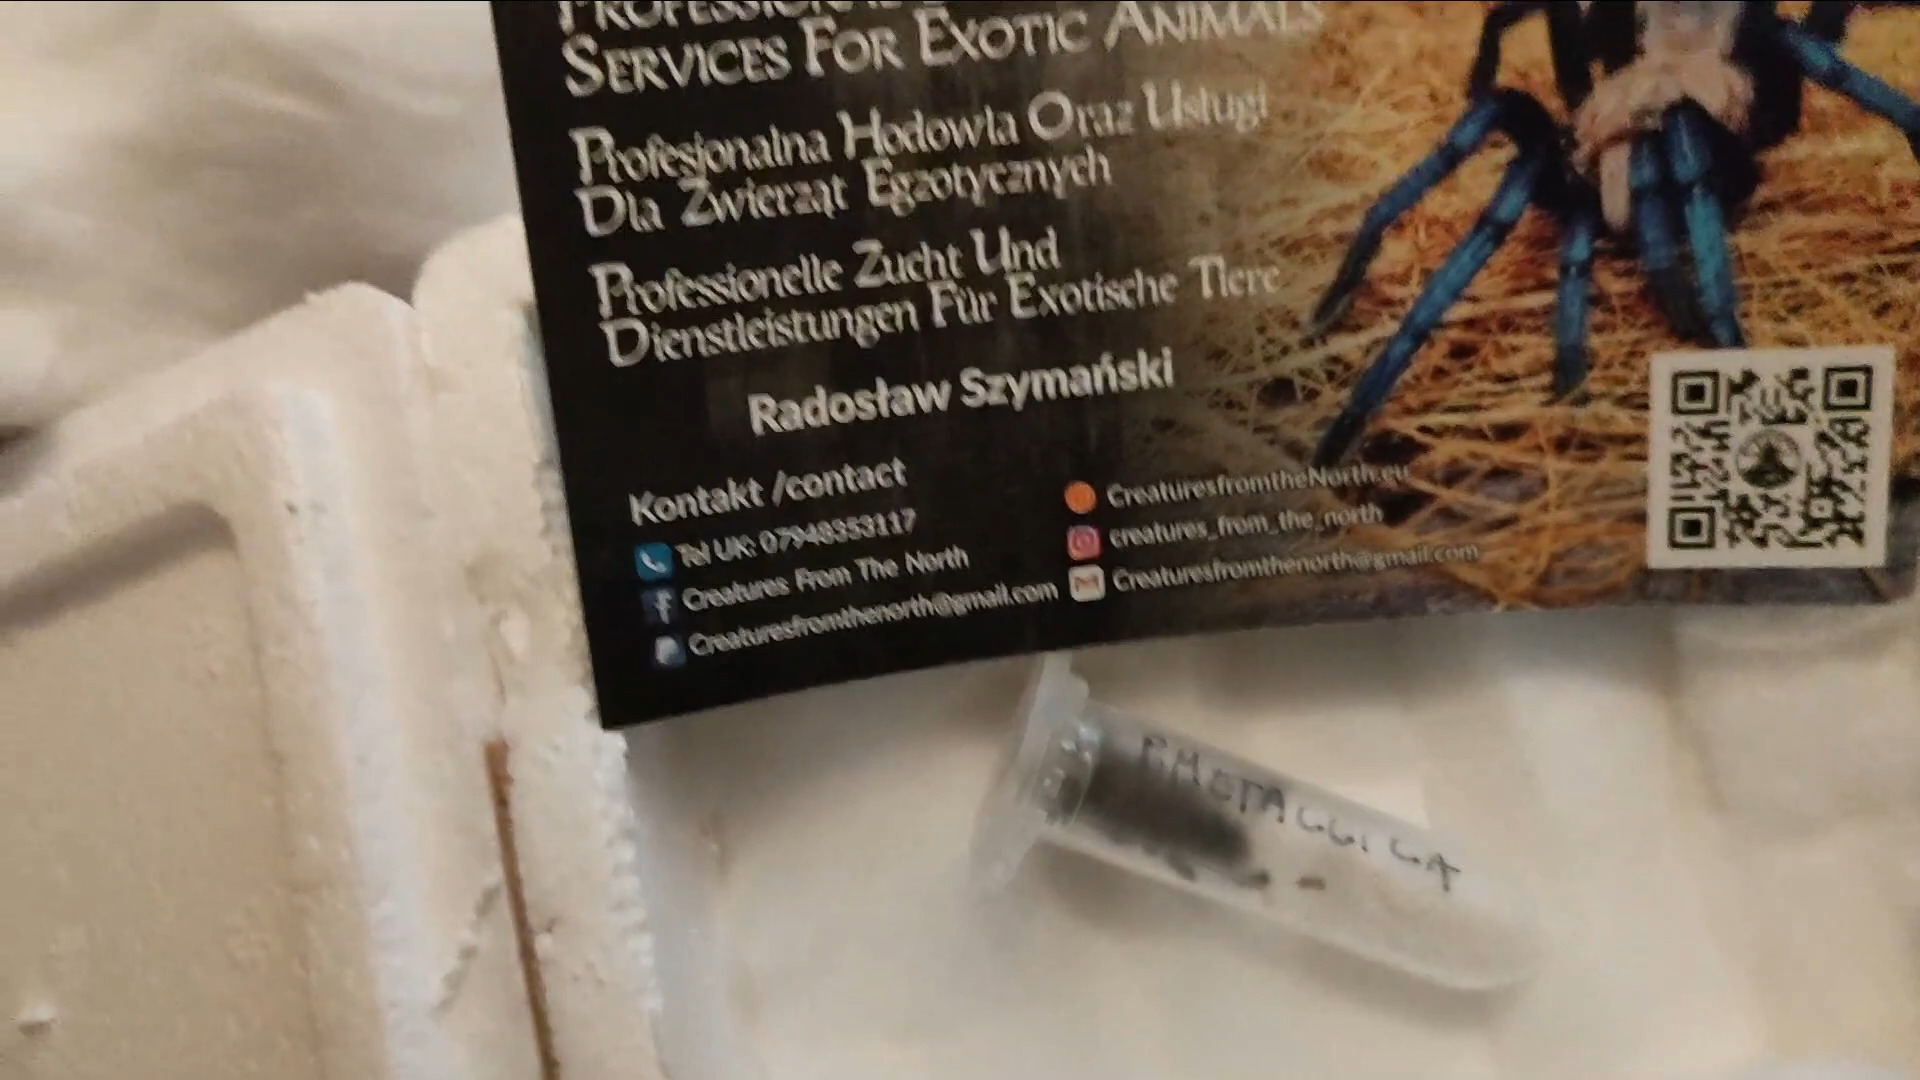 PROFESSIONAL
SERVICES FOR EXOTIC ANIMALS
Profesjonalna Hodowla Oraz Usługi
Dla Zwierząt Egzotycznych
Professionelle Zucht Und
Dienstleistungen Für Exotische Tiere
Radosław Szymański
Kontakt /contact
Tel UK: 07948353117
Creatures From The North
Creaturesfromthenorth@gmail.com
CreaturesfromtheNorth.eu
creatures_from_the_north
Creaturesfromthenorth@gmail.com
P.METALLICA